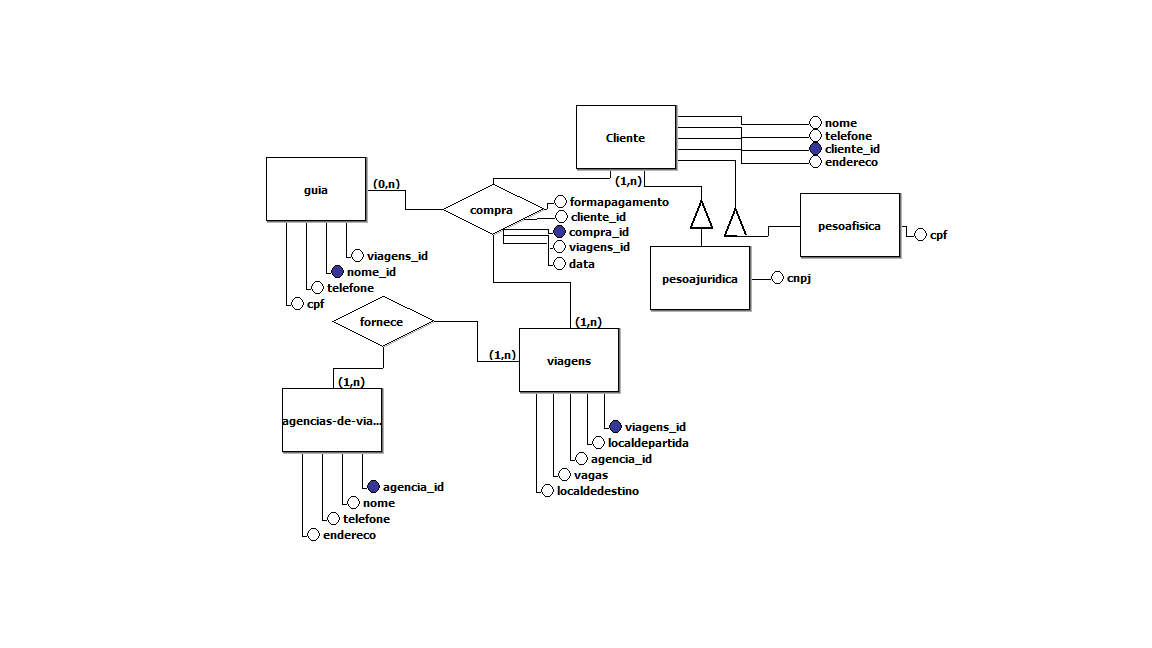 Cliente
nome
telefone
cliente_id
endereco
(1,n)
guia
(0,n)
compra
formapagamento
cliente_id
compra_id
viagens_id
data
pesoafisica
cpf
pesoajuridica
cnpj
viagens_id
nome_id
telefone
cpf
fornece
(1,n)
(1,n)
viagens
(1,n)
agencias-de-via...
viagens_id
localdepartida
agencia_id
vagas
localdedestino
agencia_id
nome
telefone
endereco